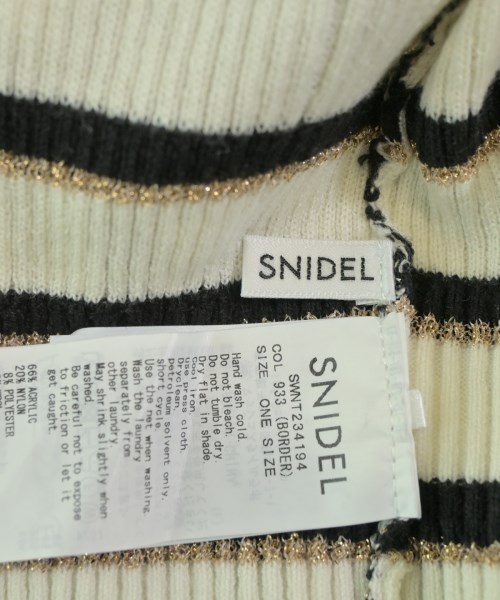 SNIDEL
SNIDEL
SWNT234194
COL 933 (BORDER)
SIZE ONE SIZE
Hand wash cold.
Do not bleach.
Do not tumble dry
Dry flat in shade.
Cool iron.
Use press cloth.
Dryclean,
petroleum solvent only.
short cycle.
Use the net when washing.
Wash the laundry
separately from
other laundry.
May shrink slightly when
washed.
Be careful not to expose
to friction or let it
get caught.
66% ACRYLIC
20% NYLON
8% POLYESTER